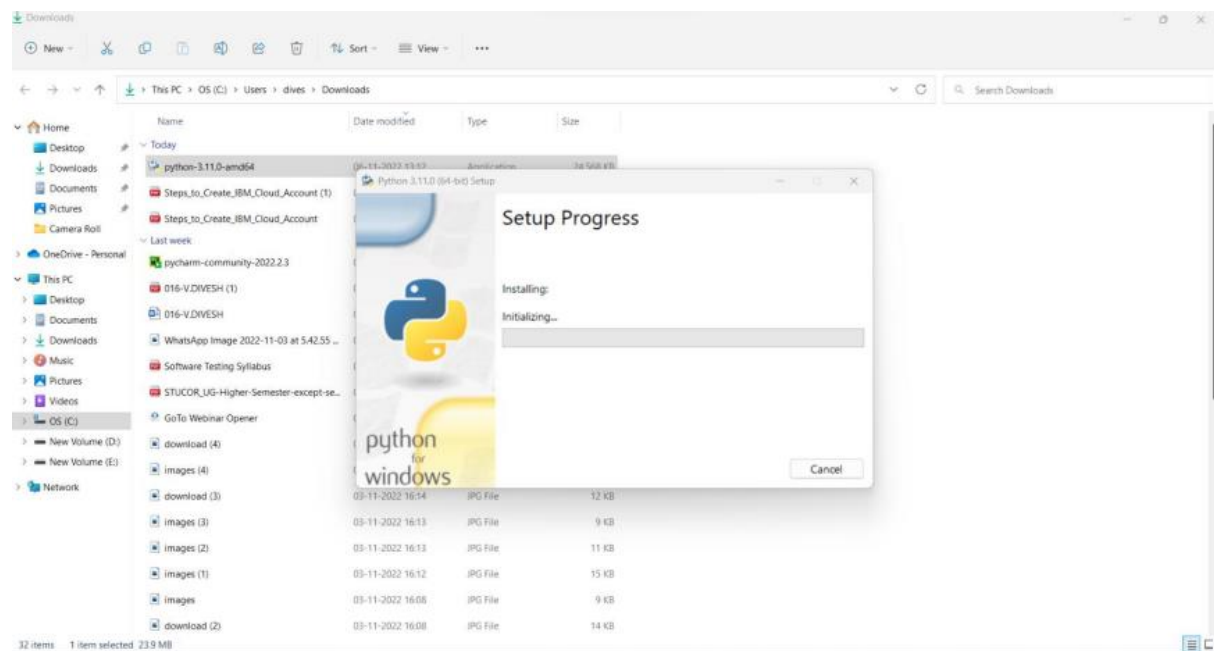 Downloads
New Sort View
This PC > OS (C:) > Users > dives > Downloads
Search Downloads
Name Date modified Type Size
Home
Desktop
Downloads
Documents
Pictures
Camera Roll
OneDrive - Personal
This PC
Desktop
Documents
Downloads
Music
Pictures
Videos
OS (C:)
New Volume (D:)
New Volume (E:)
Network
Today
python-3.11.0-amd64 06-11-2022 13:12 Application 24,568 KB
Steps_to_Create_IBM_Cloud_Account (1)
Steps_to_Create_IBM_Cloud_Account
Last week
pycharm-community-2022.2.3
016-V.DIVESH (1)
016-V.DIVESH
WhatsApp Image 2022-11-03 at 5.42.55 ...
Software Testing Syllabus
STUCOR_UG-Higher-Semester-except-se...
GoTo Webinar Opener
download (4)
images (4)
download (3) 03-11-2022 16:14 JPG File 12 KB
images (3) 03-11-2022 16:13 JPG File 9 KB
images (2) 03-11-2022 16:13 JPG File 11 KB
images (1) 03-11-2022 16:12 JPG File 15 KB
images 03-11-2022 16:08 JPG File 9 KB
download (2) 03-11-2022 16:08 JPG File 14 KB
Python 3.11.0 (64-bit) Setup
Setup Progress
Installing:
Initializing...
python
for
windows
Cancel
32 items 1 item selected 23.9 MB